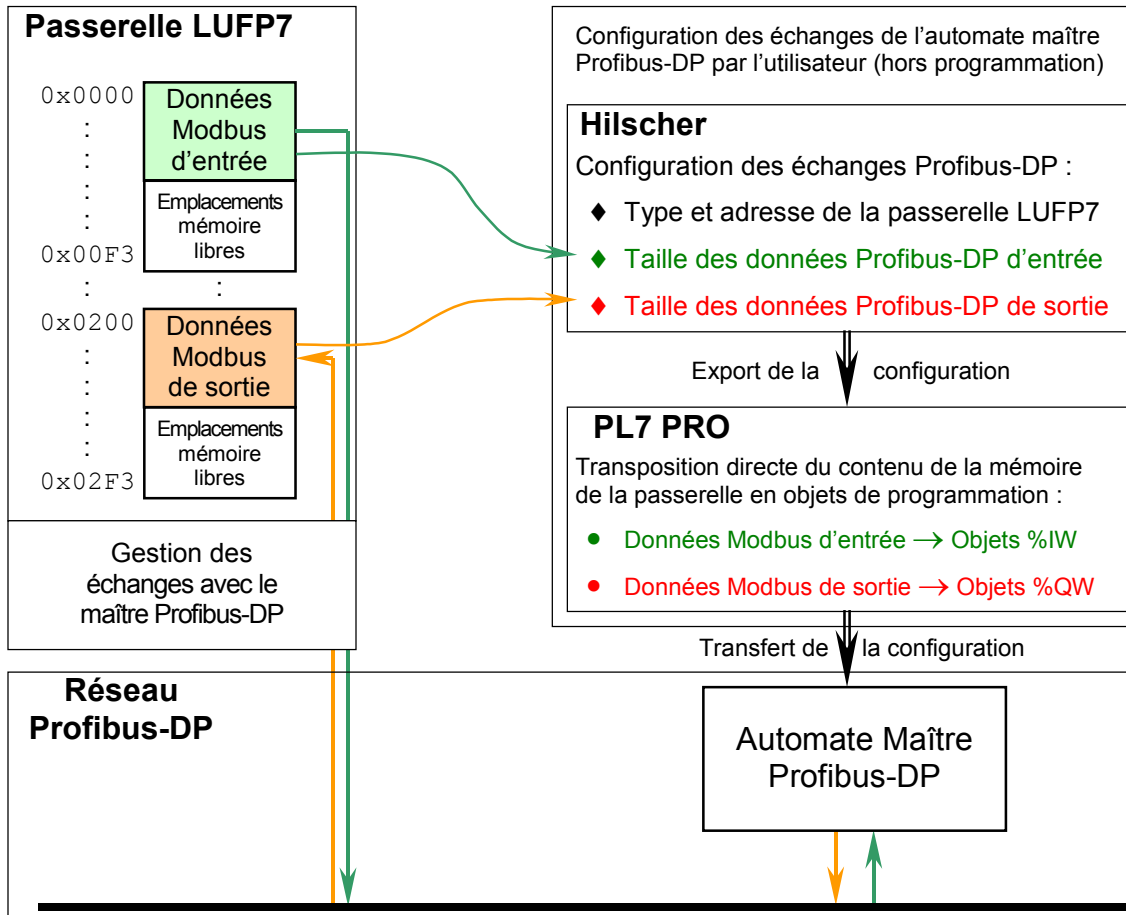 Passerelle LUFP7
0x0000
:
:
:
:
0x00F3
Données
Modbus
d’entrée
Emplacements
mémoire
libres
:
:
0x0200
:
:
:
:
:
0x02F3
Données
Modbus
de sortie
Emplacements
mémoire
libres
Gestion des
échanges avec le
maître Profibus-DP
Configuration des échanges de l’automate maître
Profibus-DP par l’utilisateur (hors programmation)
Hilscher
Configuration des échanges Profibus-DP :
♦ Type et adresse de la passerelle LUFP7
♦ Taille des données Profibus-DP d’entrée
♦ Taille des données Profibus-DP de sortie
Export de la configuration
PL7 PRO
Transposition directe du contenu de la mémoire
de la passerelle en objets de programmation :
• Données Modbus d’entrée → Objets %IW
• Données Modbus de sortie → Objets %QW
Transfert de la configuration
Réseau
Profibus-DP
Automate Maître
Profibus-DP